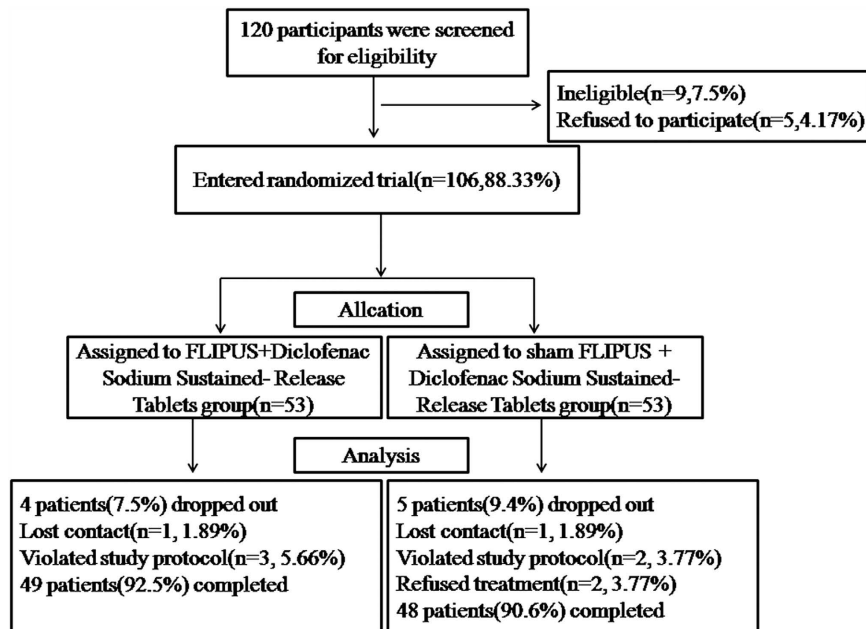 120 participants were screened
for eligibility
Ineligible(n=9,7.5%)
Refused to participate(n=5,4.17%)
Entered randomized trial(n=106,88.33%)
Allcation
Assigned to FLIPUS+Diclofenac
Sodium Sustained- Release
Tablets group(n=53)
Assigned to sham FLIPUS +
Diclofenac Sodium Sustained-
Release Tablets group(n=53)
Analysis
4 patients(7.5%) dropped out
Lost contact(n=1, 1.89%)
Violated study protocol(n=3, 5.66%)
49 patients(92.5%) completed
5 patients(9.4%) dropped out
Lost contact(n=1, 1.89%)
Violated study protocol(n=2, 3.77%)
Refused treatment(n=2, 3.77%)
48 patients(90.6%) completed